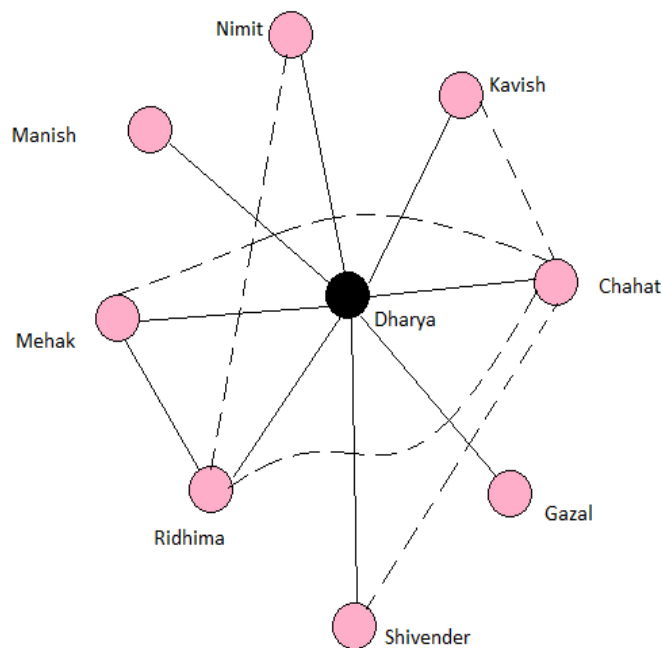 Nimit
Kavish
Manish
Chahat
Dharya
Mehak
Gazal
Ridhima
Shivender